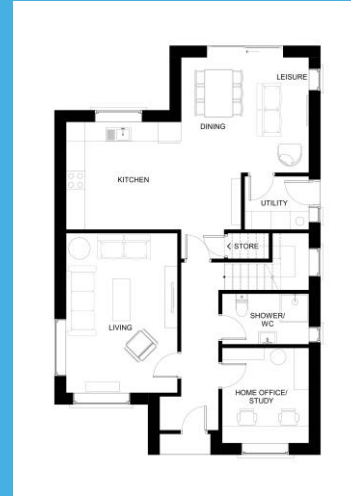 LEISURE
DINING
KITCHEN
UTILITY
STORE
LIVING
SHOWER/
WC
HOME OFFICE/
STUDY